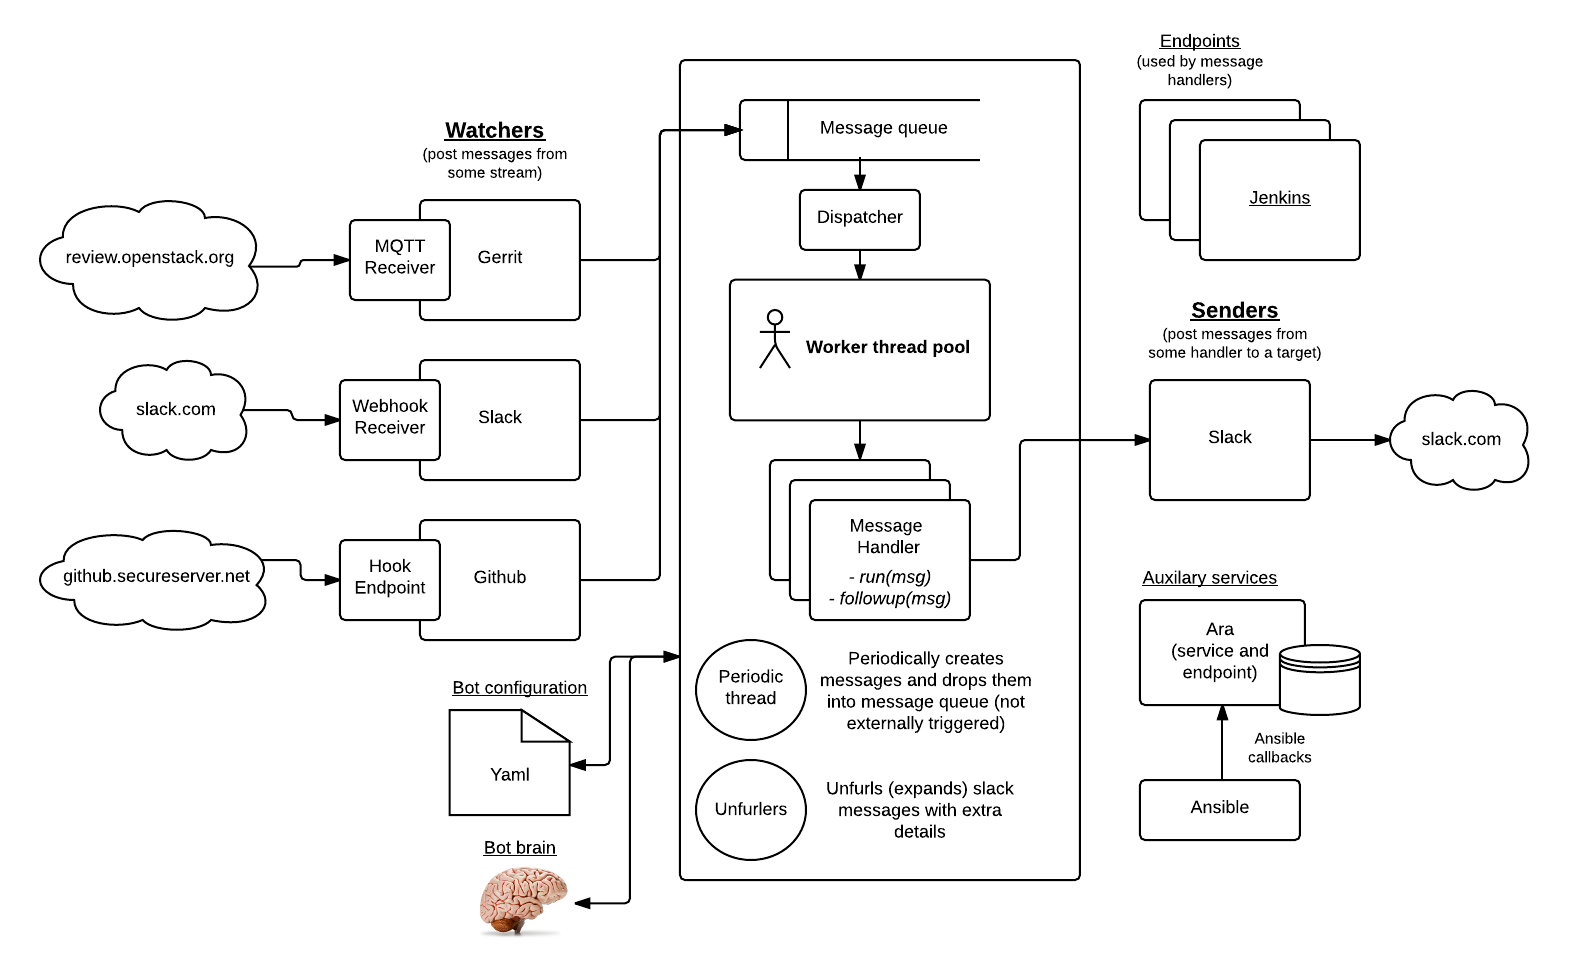 Endpoints
(used by message
handlers)
Jenkins
Watchers
(post messages from
some stream)
review.openstack.org
MQTT
Receiver
Gerrit
slack.com
Webhook
Receiver
Slack
github.secureserver.net
Hook
Endpoint
Github
Message queue
Dispatcher
Worker thread pool
Message
Handler
- run(msg)
- followup(msg)
Periodic
thread
Periodically creates
messages and drops them
into message queue (not
externally triggered)
Unfurlers
Unfurls (expands) slack
messages with extra
details
Bot configuration
Yaml
Bot brain
Senders
(post messages from
some handler to a target)
Slack
slack.com
Auxilary services
Ara
(service and
endpoint)
Ansible
callbacks
Ansible